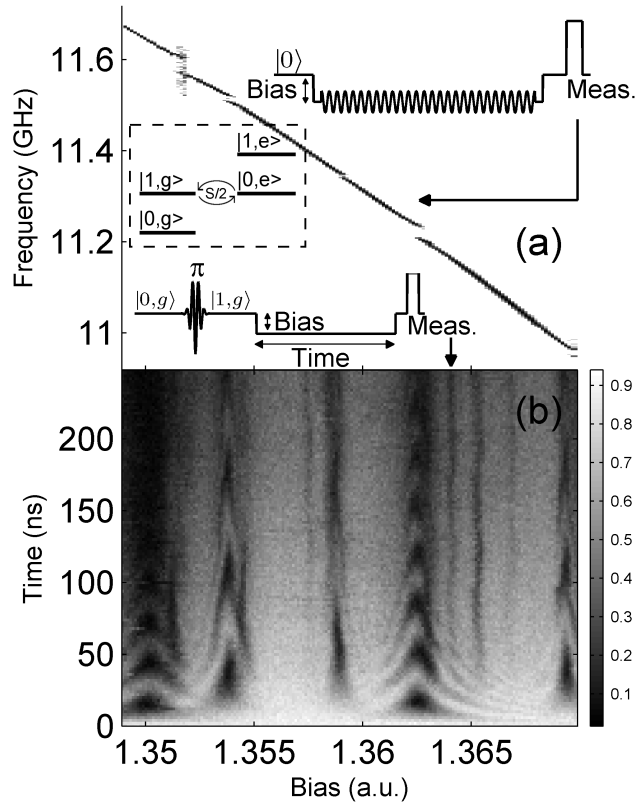 11.6
11.4
11.2
11
Frequency (GHz)
|0⟩
Bias
Meas.
|1,e>
|1,g> S/2 |0,e>
|0,g>
(a)
π
|0,g⟩ |1,g⟩
Bias
Meas.
Time
(b)
200
150
100
50
0
Time (ns)
0.9
0.8
0.7
0.6
0.5
0.4
0.3
0.2
0.1
1.35 1.355 1.36 1.365
Bias (a.u.)